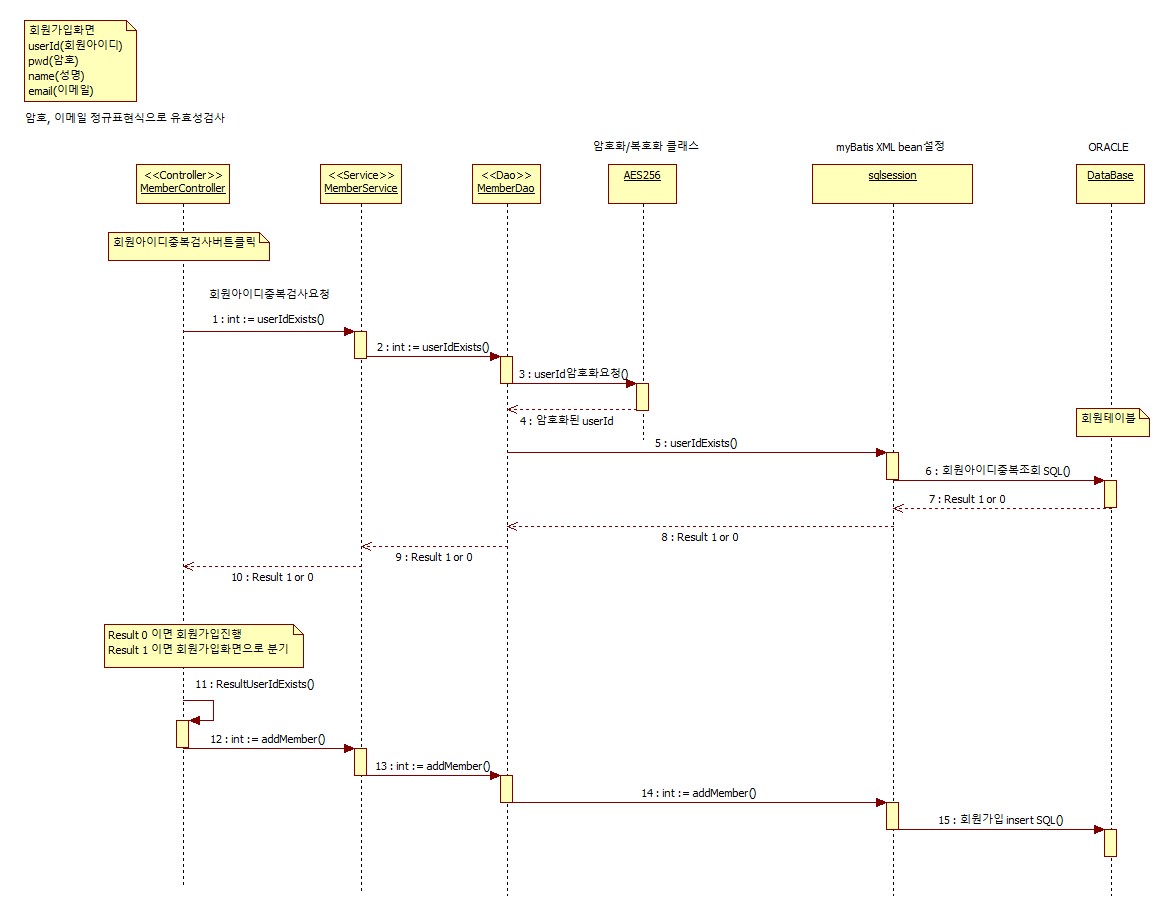 회원가입화면
userId(회원아이디)
pwd(암호)
name(성명)
email(이메일)
암호, 이메일 정규표현식으로 유효성검사
암호화/복호화 클래스
myBatis XML bean설정
ORACLE
<<Controller>>
MemberController
<<Service>>
MemberService
<<Dao>>
MemberDao
AES256
sqlsession
DataBase
회원아이디중복검사버튼클릭
회원아이디중복검사요청
1 : int := userIdExists()
2 : int := userIdExists()
3 : userId암호화요청()
4 : 암호화된 userId
회원테이블
5 : userIdExists()
6 : 회원아이디중복조회 SQL()
7 : Result 1 or 0
8 : Result 1 or 0
9 : Result 1 or 0
10 : Result 1 or 0
Result 0 이면 회원가입진행
Result 1 이면 회원가입화면으로 분기
11 : ResultUserIdExists()
12 : int := addMember()
13 : int := addMember()
14 : int := addMember()
15 : 회원가입 insert SQL()